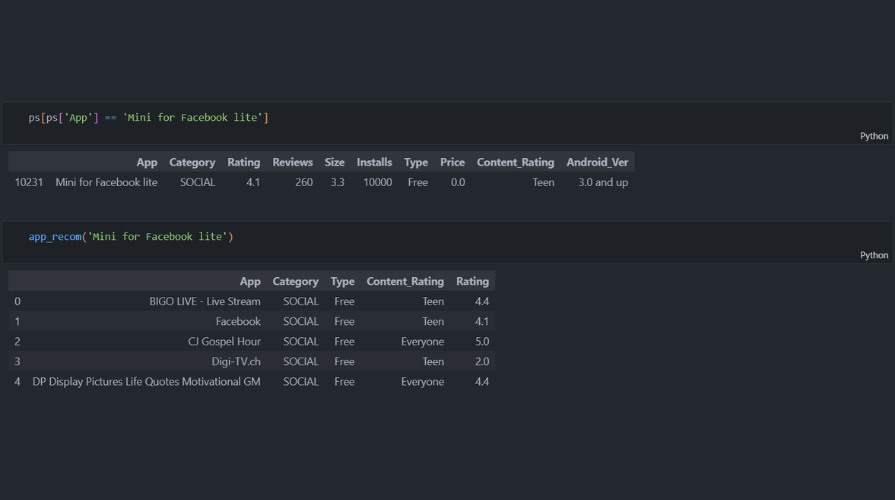 ps[ps['App'] == 'Mini for Facebook lite']
Python
App Category Rating Reviews Size Installs Type Price Content_Rating Android_Ver
10231 Mini for Facebook lite SOCIAL 4.1 260 3.3 10000 Free 0.0 Teen 3.0 and up
app_recom('Mini for Facebook lite')
Python
App Category Type Content_Rating Rating
0 BIGO LIVE - Live Stream SOCIAL Free Teen 4.4
1 Facebook SOCIAL Free Teen 4.1
2 CJ Gospel Hour SOCIAL Free Everyone 5.0
3 Digi-TV.ch SOCIAL Free Teen 2.0
4 DP Display Pictures Life Quotes Motivational GM SOCIAL Free Everyone 4.4